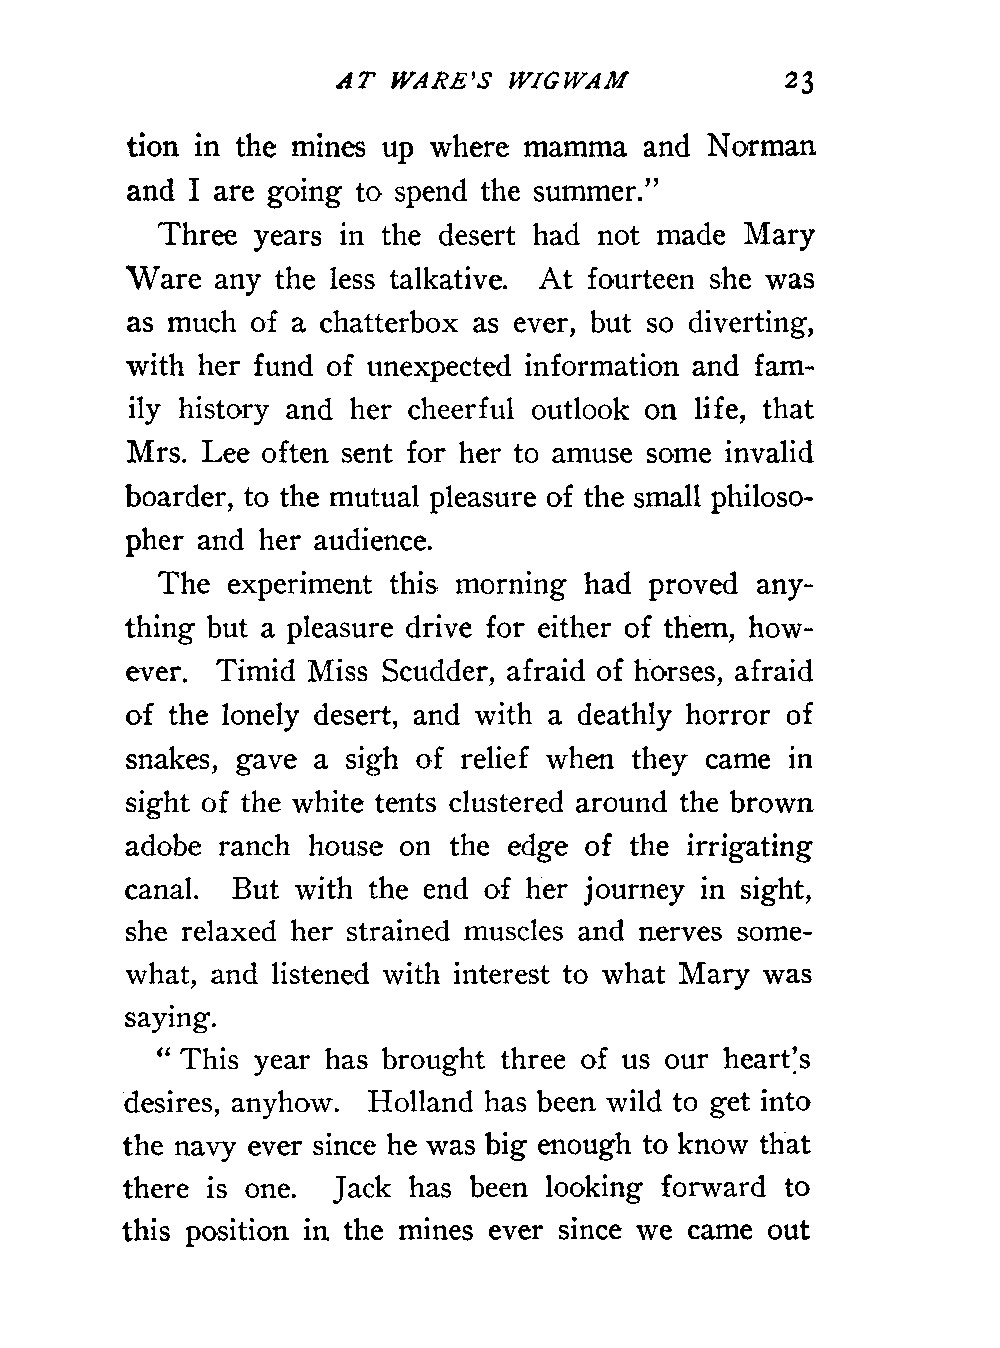 AT WARE'S WIGWAM 23
tion in the mines up where mamma and Norman
and I are going to spend the summer."
Three years in the desert had not made Mary
Ware any the less talkative. At fourteen she was
as much of a chatterbox as ever, but so diverting,
with her fund of unexpected information and fam-
ily history and her cheerful outlook on life, that
Mrs. Lee often sent for her to amuse some invalid
boarder, to the mutual pleasure of the small philoso-
pher and her audience.
The experiment this morning had proved any-
thing but a pleasure drive for either of them, how-
ever. Timid Miss Scudder, afraid of horses, afraid
of the lonely desert, and with a deathly horror of
snakes, gave a sigh of relief when they came in
sight of the white tents clustered around the brown
adobe ranch house on the edge of the irrigating
canal. But with the end of her journey in sight,
she relaxed her strained muscles and nerves some-
what, and listened with interest to what Mary was
saying.
"This year has brought three of us our heart's
desires, anyhow. Holland has been wild to get into
the navy ever since he was big enough to know that
there is one. Jack has been looking forward to
this position in the mines ever since we came out